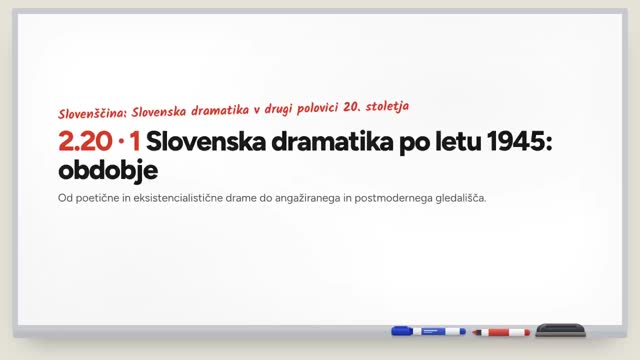 Slovenščina: Slovenska dramatika v drugi polovici 20. stoletja
2.20 · 1 Slovenska dramatika po letu 1945:
obdobje
Od poetične in eksistencialistične drame do angažiranega in postmodernega gledališča.